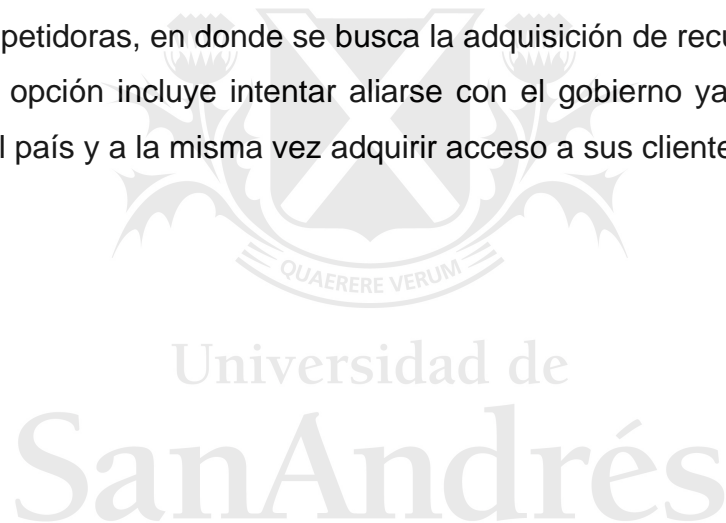 petidoras, en donde se busca la adquisición de recu
opción incluye intentar aliarse con el gobierno ya
l país y a la misma vez adquirir acceso a sus cliente
QUAERERE VERUM
Universidad de
SanAndrés